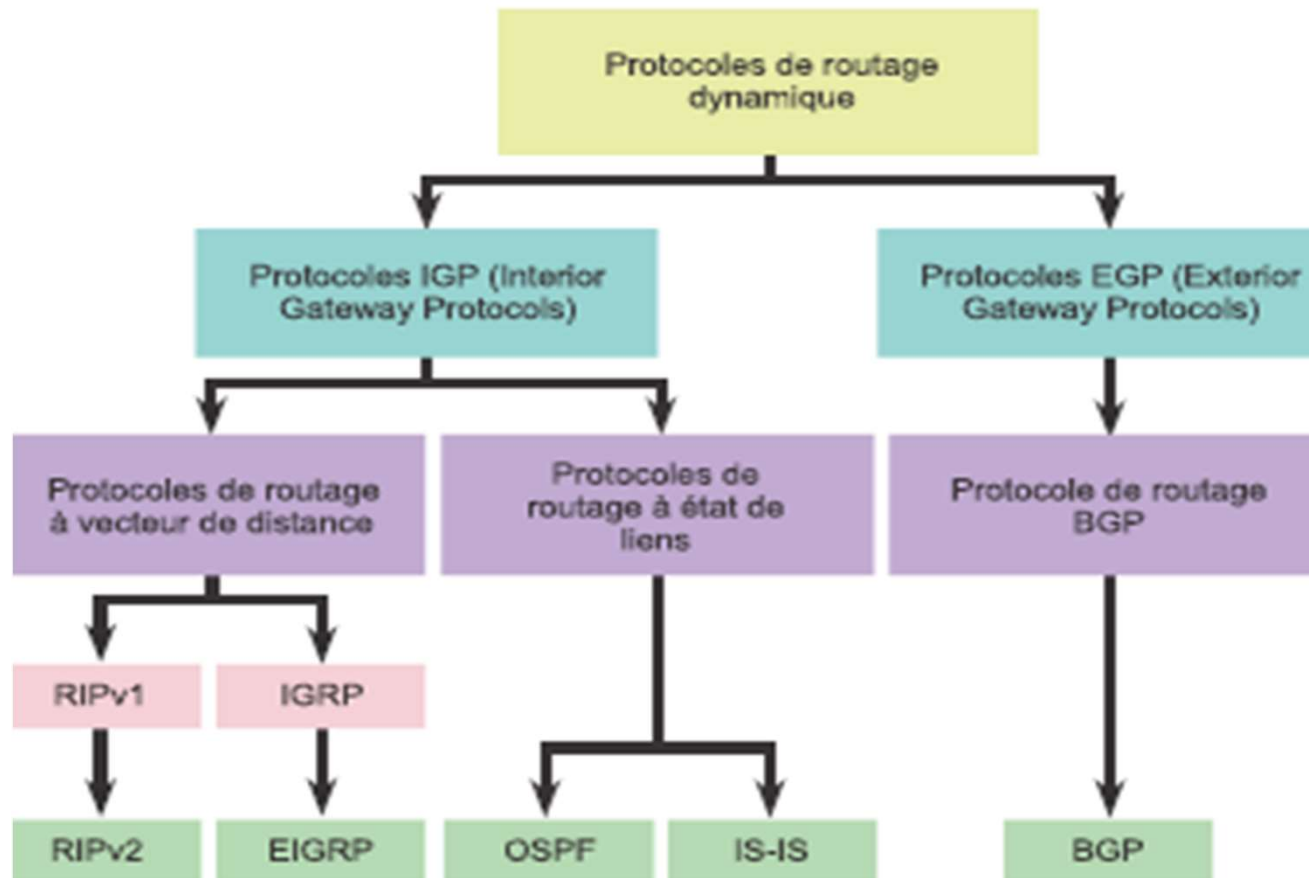 Protocoles de routage
dynamique
Protocoles IGP (Interior
Gateway Protocols)
Protocoles EGP (Exterior
Gateway Protocols)
Protocoles de routage
à vecteur de distance
Protocoles de
routage à état de
liens
Protocole de routage
BGP
RIPv1
IGRP
RIPv2
EIGRP
OSPF
IS-IS
BGP